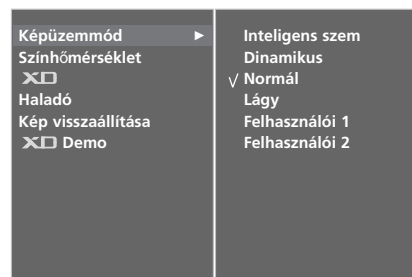 Képüzemmód
Színhőmérséklet
XD
Haladó
Kép visszaállítása
XD Demo
Inteligens szem
Dinamikus
√ Normál
Lágy
Felhasználói 1
Felhasználói 2